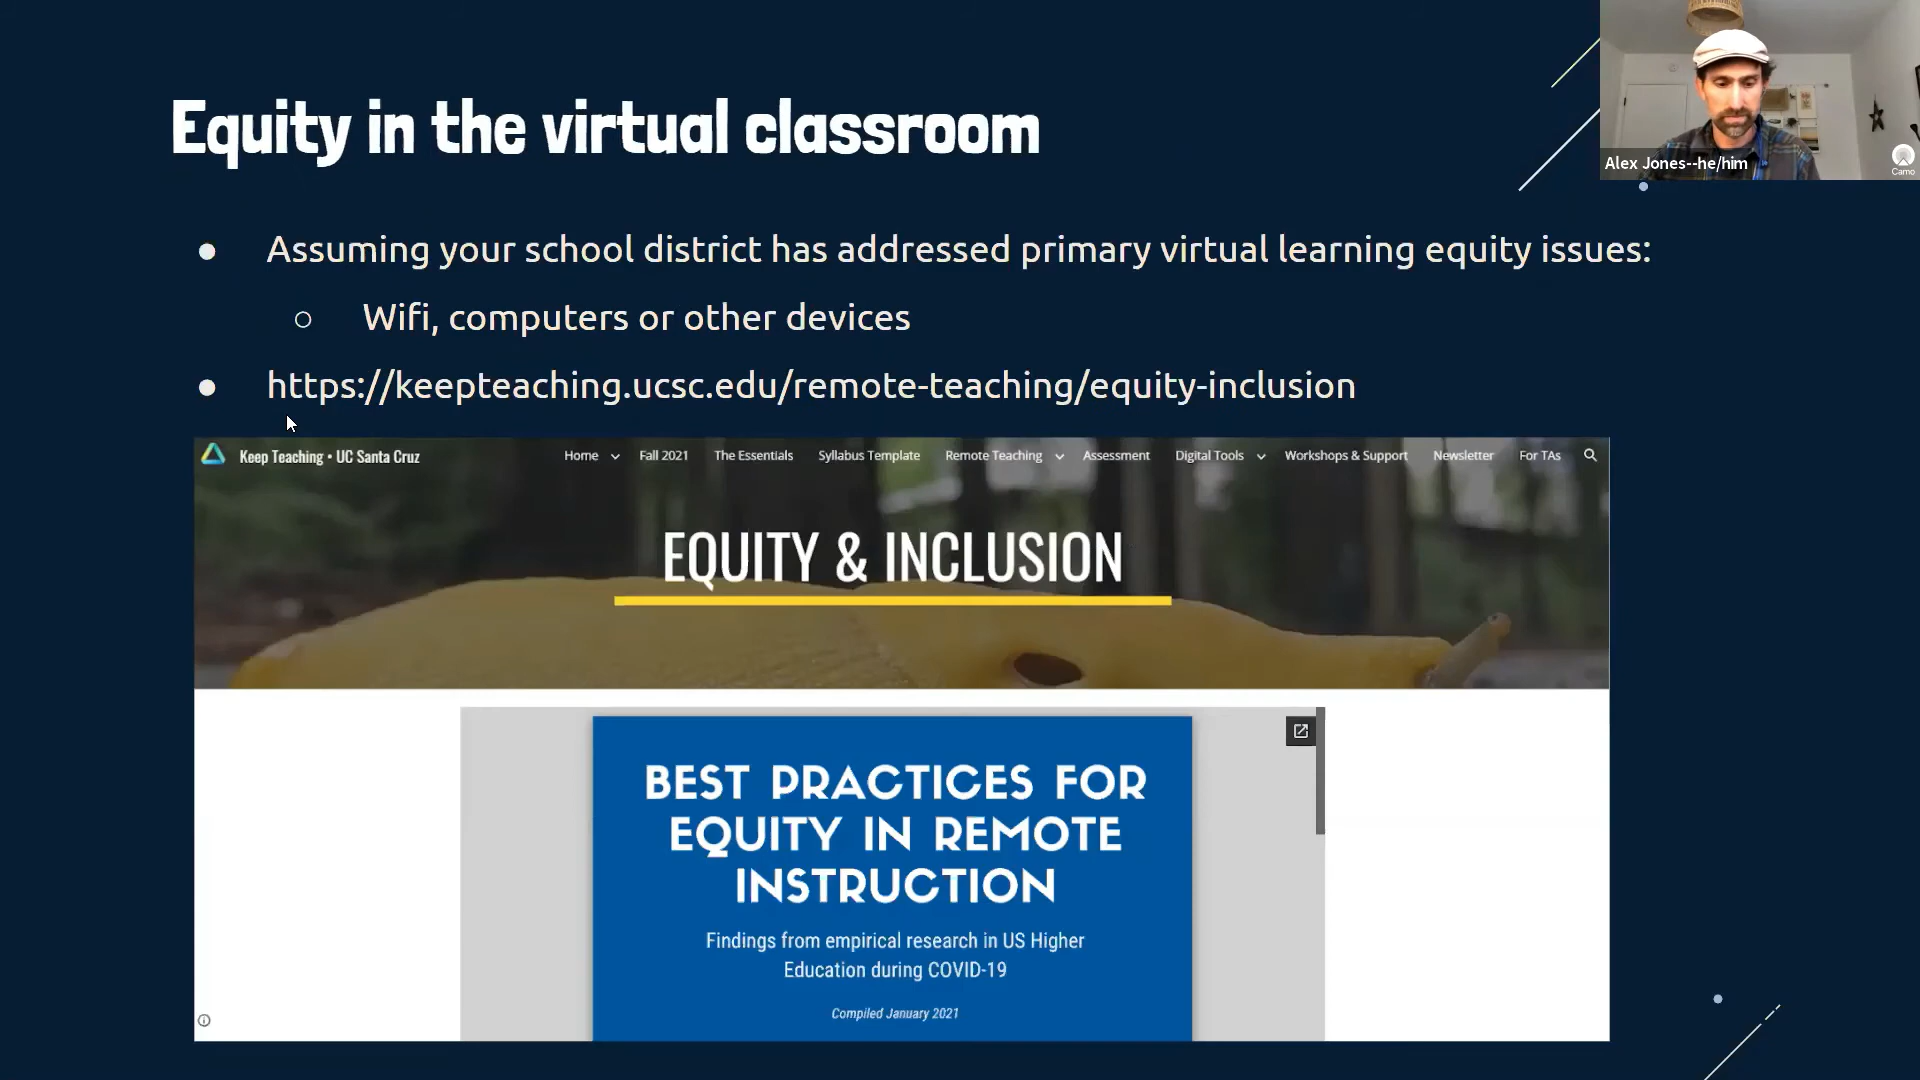 Equity in the virtual classroom
Alex Jones--he/him
Camo
● Assuming your school district has addressed primary virtual learning equity issues:
○ Wifi, computers or other devices
● https://keepteaching.ucsc.edu/remote-teaching/equity-inclusion
Keep Teaching • UC Santa Cruz Home Fall 2021 The Essentials Syllabus Template Remote Teaching Assessment Digital Tools Workshops & Support Newsletter For TAs
EQUITY & INCLUSION
BEST PRACTICES FOR
EQUITY IN REMOTE
INSTRUCTION
Findings from empirical research in US Higher
Education during COVID-19
Compiled January 2021